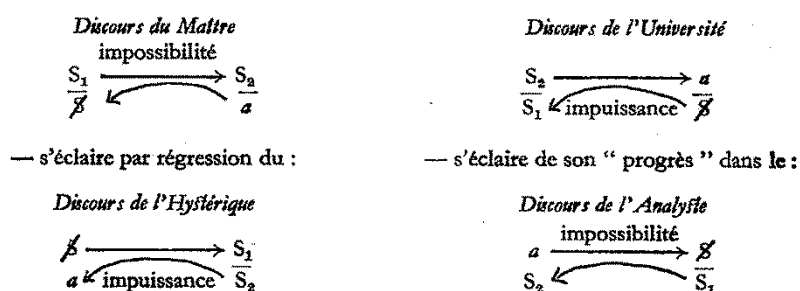 Discours du Maître
impossibilité
S₁ ⟶ S₂
$ a
— s'éclaire par régression du :
Discours de l'Hystérique
$ ⟶ S₁
a impuissance S₂
Discours de l'Université
S₂ ⟶ a
S₁ impuissance $
— s'éclaire de son “ progrès ” dans le :
Discours de l'Analyste
impossibilité
a ⟶ $
S₂ S₁